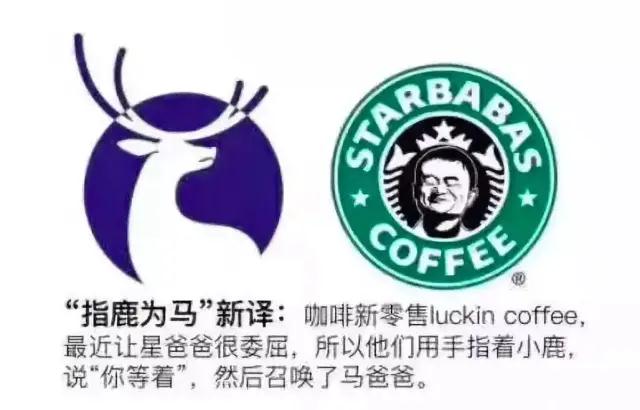 STARBABAS
COFFEE
®
“指鹿为马”新译：咖啡新零售luckin coffee，
最近让星爸爸很委屈，所以他们用手指着小鹿，
说“你等着”，然后召唤了马爸爸。